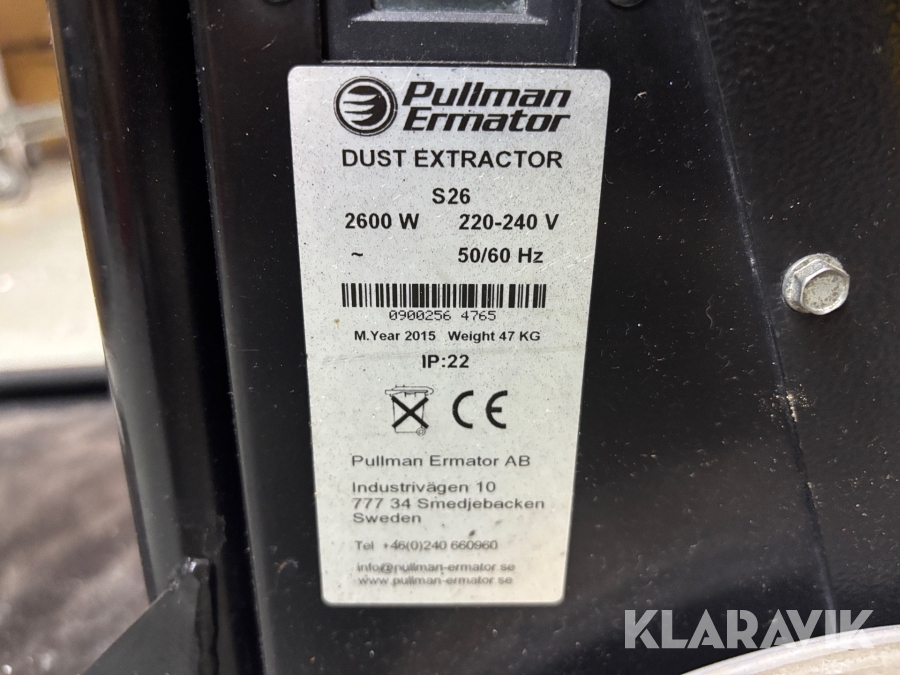 Pullman
Ermator
DUST EXTRACTOR
S26
2600 W 220-240 V
~ 50/60 Hz
0900256 4765
M.Year 2015 Weight 47 KG
IP:22
CE
Pullman Ermator AB
Industrivägen 10
777 34 Smedjebacken
Sweden
Tel +46(0)240 660960
info@pullman-ermator.se
www.pullman-ermator.se
KLARAVIK